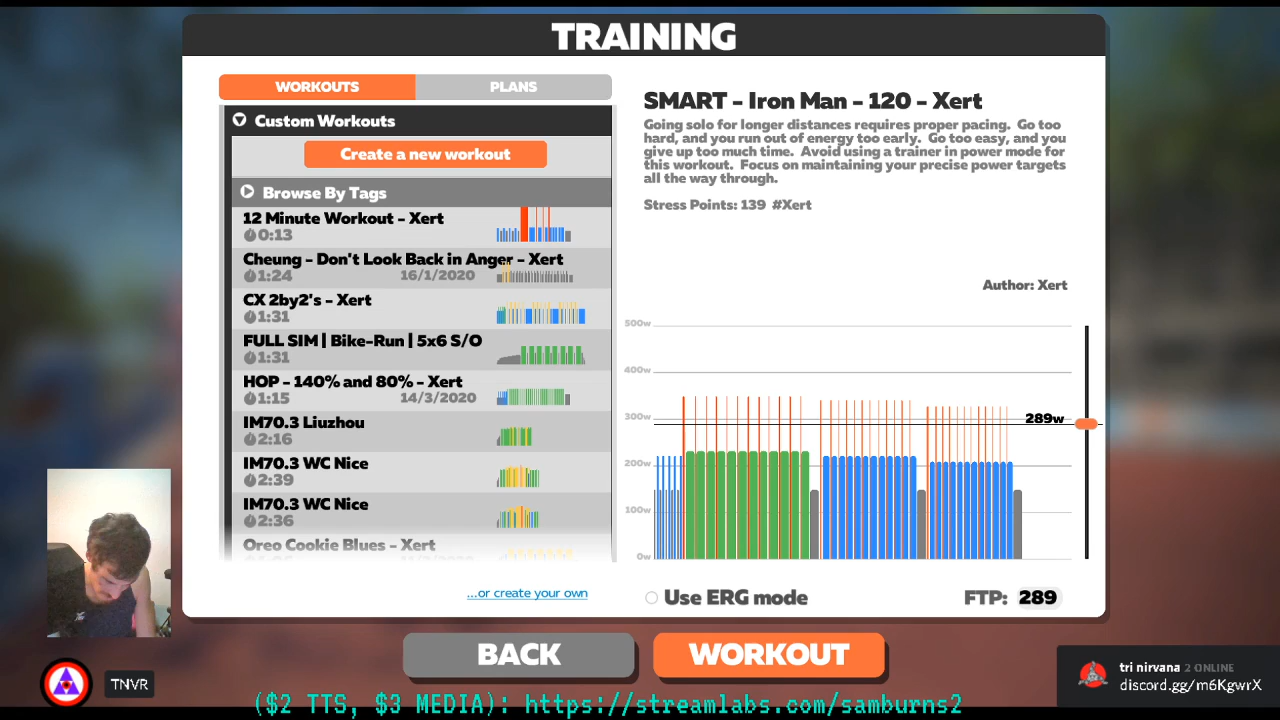 TRAINING
WORKOUTS
PLANS
Custom Workouts
Create a new workout
Browse By Tags
12 Minute Workout - Xert
0:13
Cheung - Don't Look Back in Anger - Xert
1:24
16/1/2020
CX 2by2's - Xert
1:31
FULL SIM | Bike-Run | 5x6 S/O
1:31
HOP - 140% and 80% - Xert
1:15
14/3/2020
IM70.3 Liuzhou
2:16
IM70.3 WC Nice
2:39
IM70.3 WC Nice
2:36
Oreo Cookie Blues - Xert
...or create your own
SMART - Iron Man - 120 - Xert
Going solo for longer distances requires proper pacing. Go too
hard, and you run out of energy too early. Go too easy, and you
give up too much time. Avoid using a trainer in power mode for
this workout. Focus on maintaining your precise power targets
all the way through.
Stress Points: 139 #Xert
Author: Xert
500w
400w
300w
289w
200w
100w
0w
Use ERG mode
FTP: 289
BACK
WORKOUT
TNVR
($2 TTS, $3 MEDIA): https://streamlabs.com/samburns2
tri nirvana 2 ONLINE
discord.gg/m6KgwrX